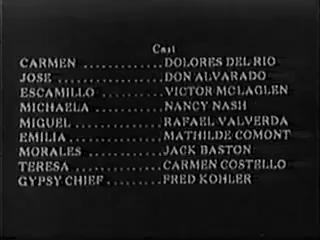 Cast
CARMEN ............DOLORES DEL RIO
JOSE ...............DON ALVARADO
ESCAMILLO .........VICTOR MCLAGLEN
MICHAELA ..........NANCY NASH
MIGUEL .............RAFAEL VALVERDA
EMILIA..............MATHILDE COMONT
MORALES ...........JACK BASTON
TERESA .............CARMEN COSTELLO
GYPSY CHIEF........FRED KOHLER